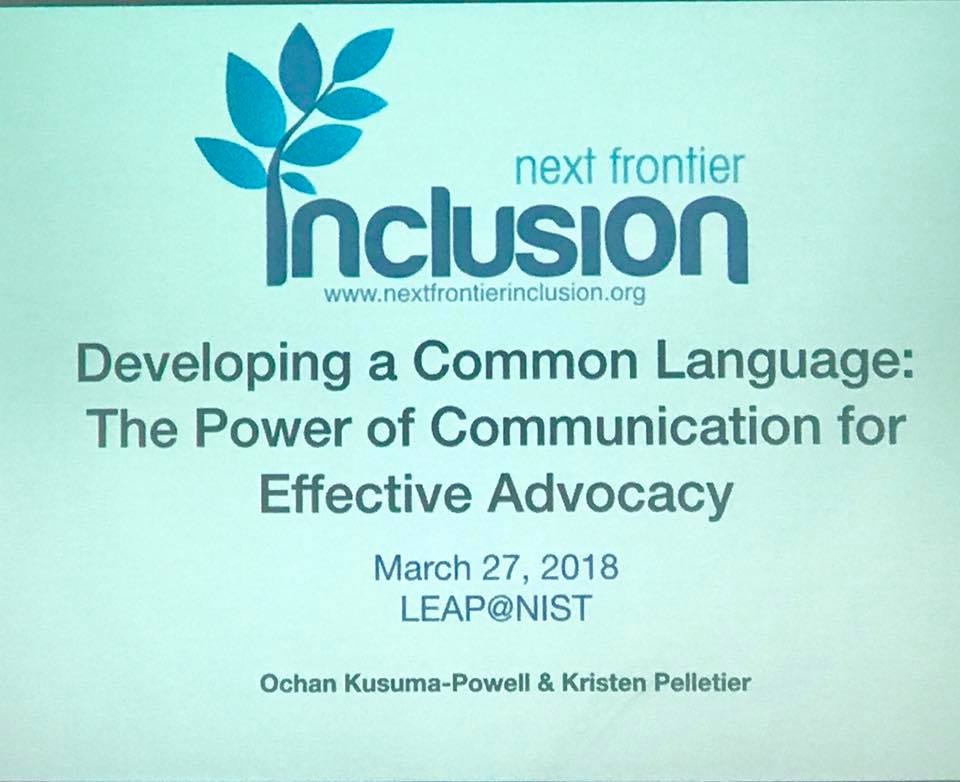 next frontier
Inclusion
www.nextfrontierinclusion.org
Developing a Common Language:
The Power of Communication for
Effective Advocacy
March 27, 2018
LEAP@NIST
Ochan Kusuma-Powell & Kristen Pelletier